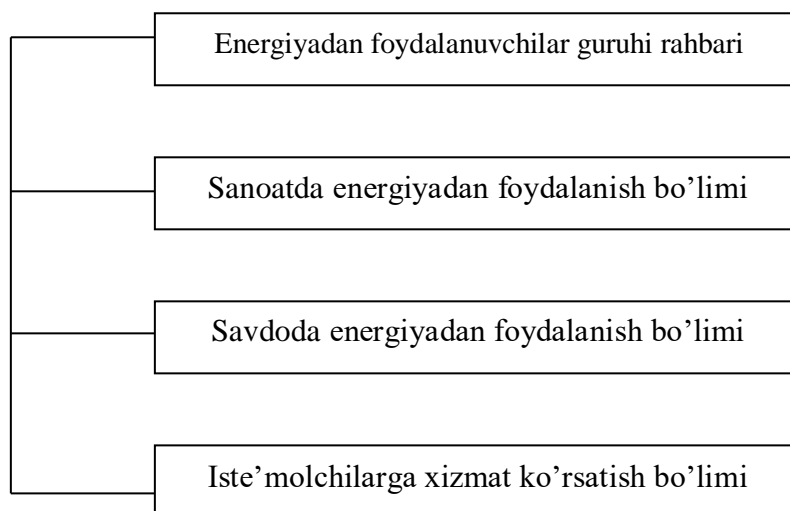 Energiyadan foydalanuvchilar guruhi rahbari
Sanoatda energiyadan foydalanish bo’limi
Savdoda energiyadan foydalanish bo’limi
Iste’molchilarga xizmat ko’rsatish bo’limi